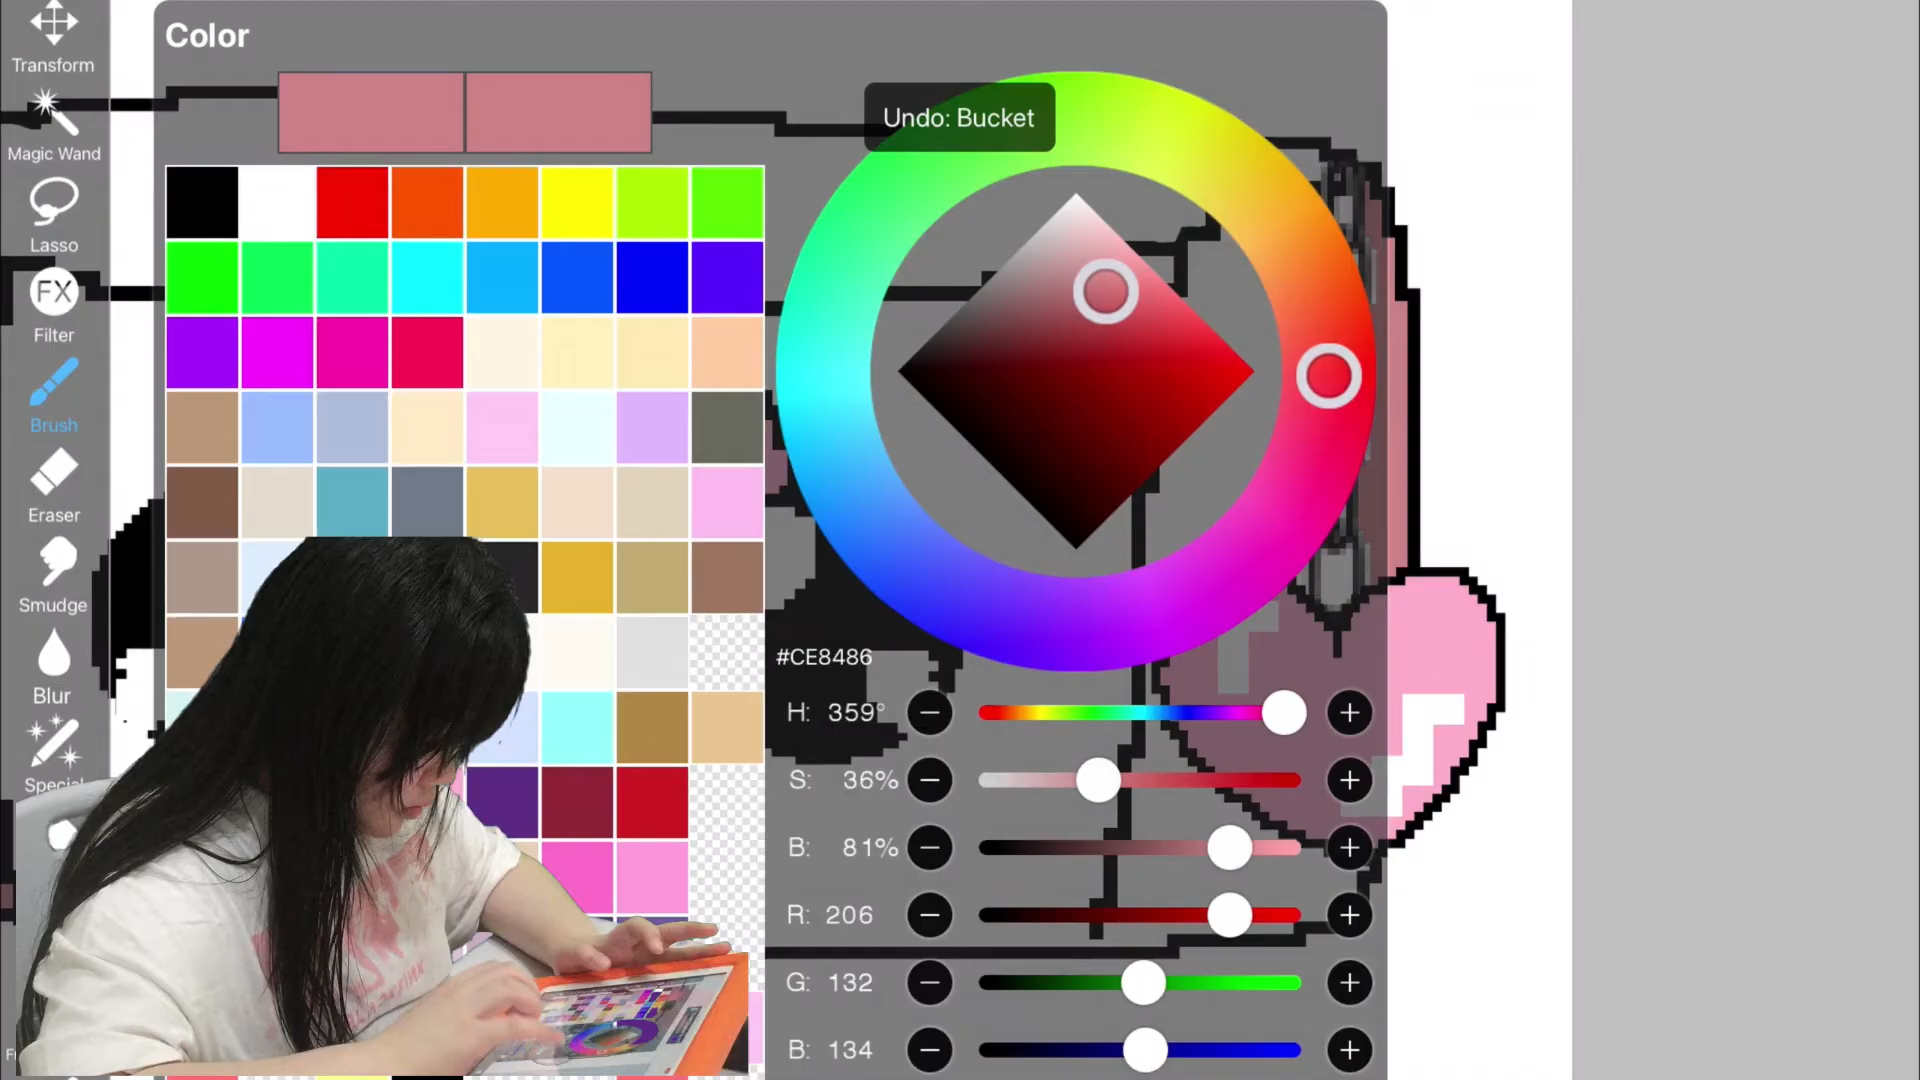 Color
Transform
Undo: Bucket
Magic Wand
Lasso
FX
Filter
Brush
Eraser
Smudge
Blur
Special
#CE8486
H: 359°
S: 36%
B: 81%
R: 206
G: 132
B: 134